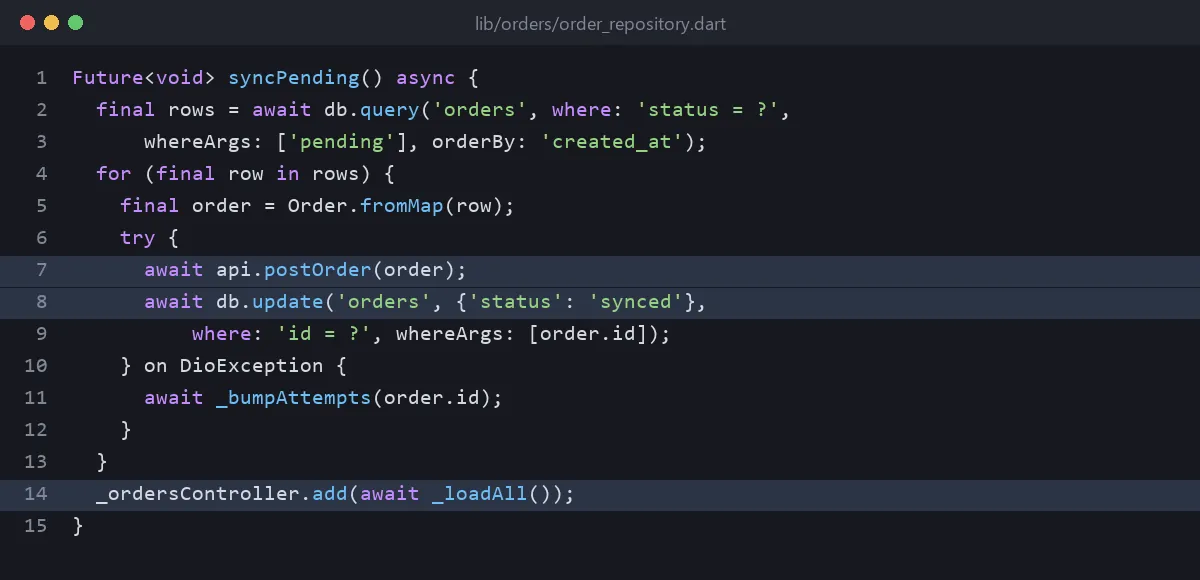 lib/orders/order_repository.dart
1 Future<void> syncPending() async {
2   final rows = await db.query('orders', where: 'status = ?',
3       whereArgs: ['pending'], orderBy: 'created_at');
4   for (final row in rows) {
5     final order = Order.fromMap(row);
6     try {
7       await api.postOrder(order);
8       await db.update('orders', {'status': 'synced'},
9           where: 'id = ?', whereArgs: [order.id]);
10     } on DioException {
11       await _bumpAttempts(order.id);
12     }
13   }
14   _ordersController.add(await _loadAll());
15 }